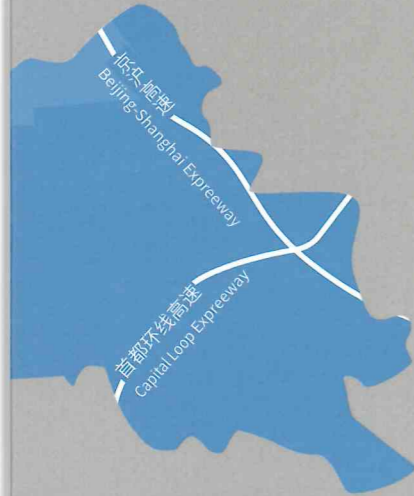 京沪高速
Beijing-Shanghai Expreeway
首都环线高速
Capital Loop Expreeway